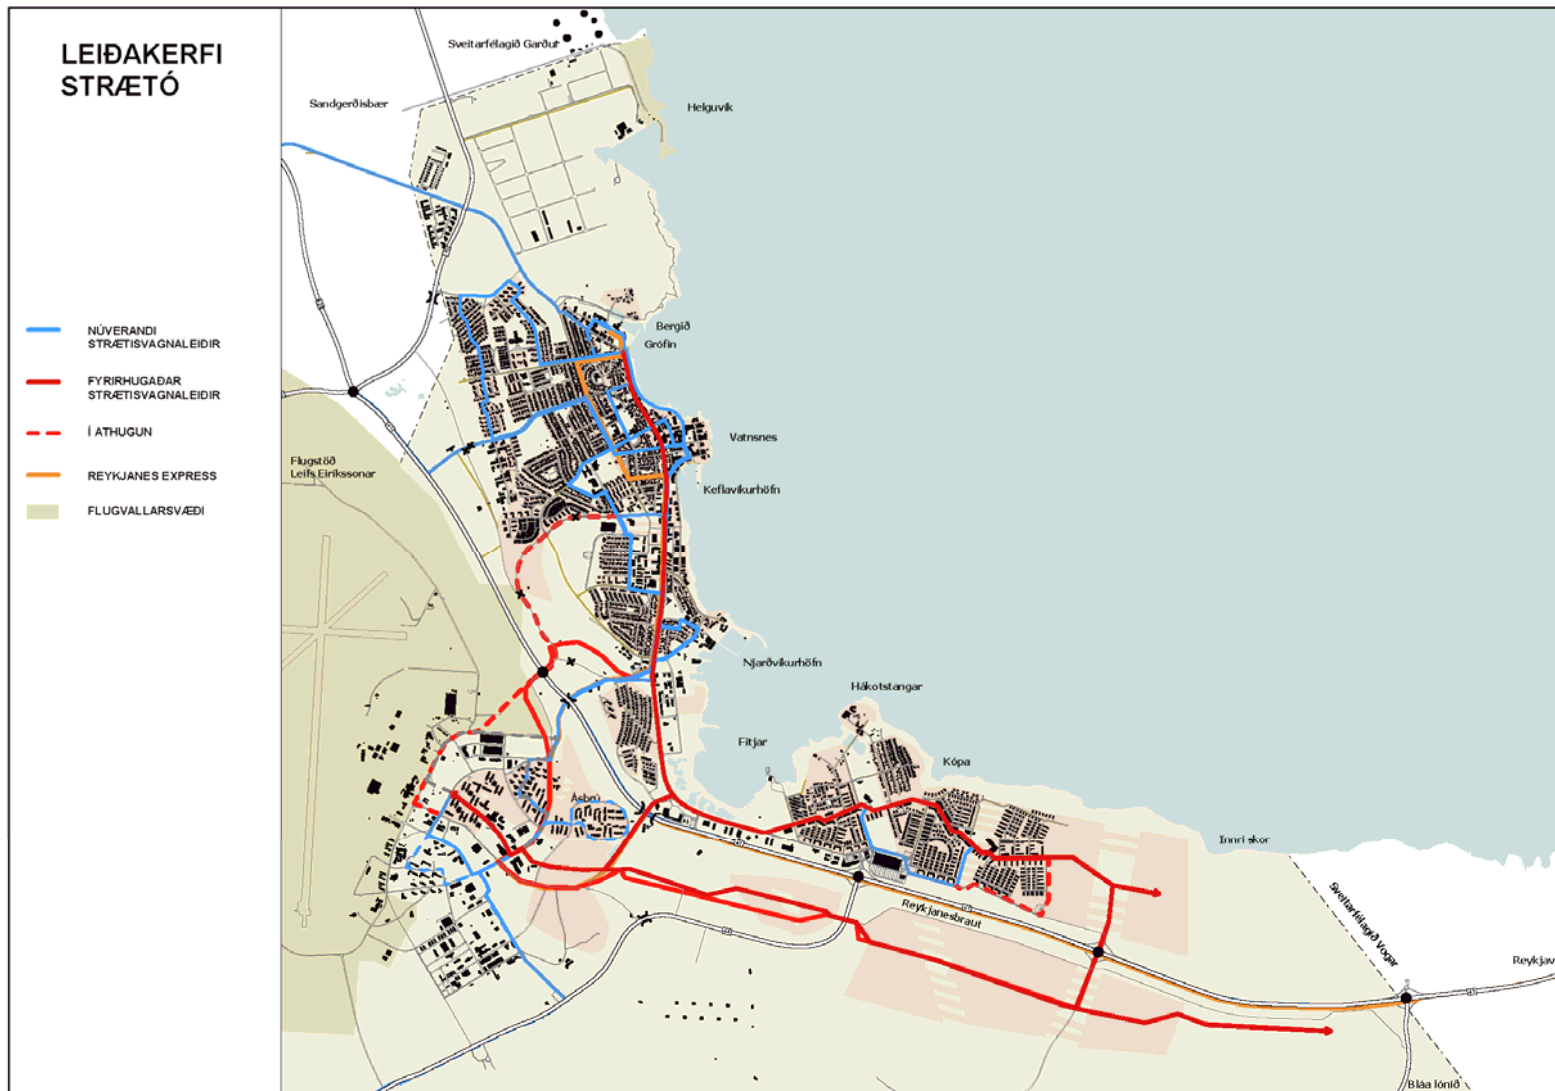 LEIÐAKERFI
STRÆTÓ
NÚVERANDI
STRÆTISVAGNALEIÐIR
FYRIRHUGAÐAR
STRÆTISVAGNALEIÐIR
Í ATHUGUN
REYKJANES EXPRESS
FLUGVALLARSVÆÐI
Sveitarfélagið Garður
Sandgerðisbær
Helguvík
Bergið
Grófin
Vatnsnes
Flugstöð
Leifs Eiríkssonar
Keflavíkurhöfn
Njarðvíkurhöfn
Hákotstangar
Fitjar
Kópa
Ásbrú
Innri skor
Reykjanesbraut
Sveitarfélagið Vogar
Reykjav
Bláa lónið